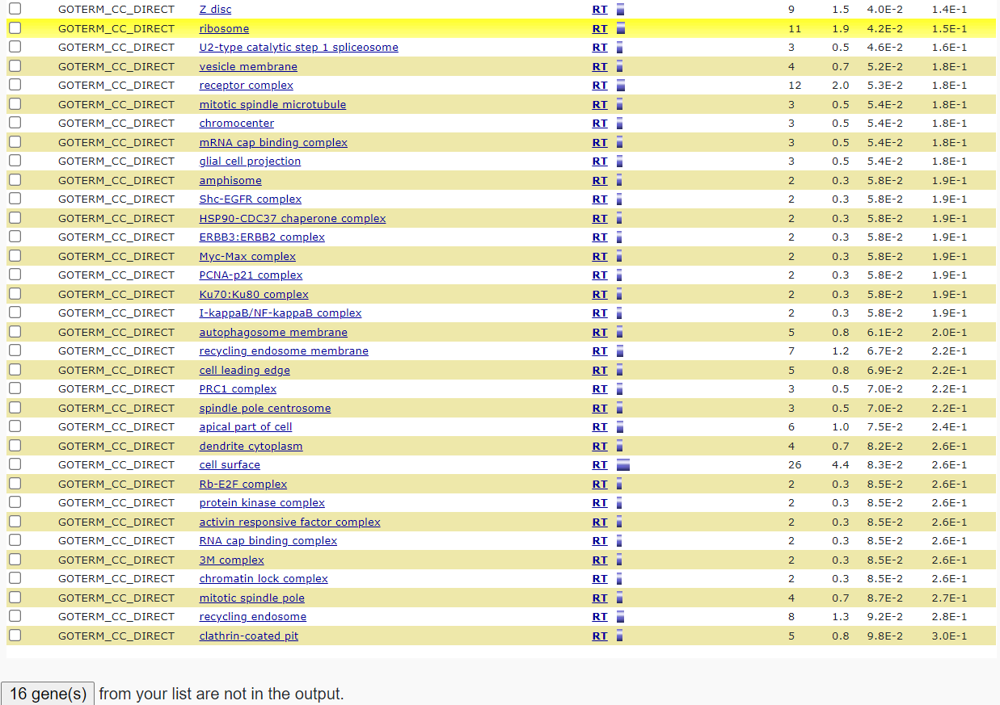 GOTERM_CC_DIRECT Z disc RT 9 1.5 4.0E-2 1.4E-1
GOTERM_CC_DIRECT ribosome RT 11 1.9 4.2E-2 1.5E-1
GOTERM_CC_DIRECT U2-type catalytic step 1 spliceosome RT 3 0.5 4.6E-2 1.6E-1
GOTERM_CC_DIRECT vesicle membrane RT 4 0.7 5.2E-2 1.8E-1
GOTERM_CC_DIRECT receptor complex RT 12 2.0 5.3E-2 1.8E-1
GOTERM_CC_DIRECT mitotic spindle microtubule RT 3 0.5 5.4E-2 1.8E-1
GOTERM_CC_DIRECT chromocenter RT 3 0.5 5.4E-2 1.8E-1
GOTERM_CC_DIRECT mRNA cap binding complex RT 3 0.5 5.4E-2 1.8E-1
GOTERM_CC_DIRECT glial cell projection RT 3 0.5 5.4E-2 1.8E-1
GOTERM_CC_DIRECT amphisome RT 2 0.3 5.8E-2 1.9E-1
GOTERM_CC_DIRECT Shc-EGFR complex RT 2 0.3 5.8E-2 1.9E-1
GOTERM_CC_DIRECT HSP90-CDC37 chaperone complex RT 2 0.3 5.8E-2 1.9E-1
GOTERM_CC_DIRECT ERBB3:ERBB2 complex RT 2 0.3 5.8E-2 1.9E-1
GOTERM_CC_DIRECT Myc-Max complex RT 2 0.3 5.8E-2 1.9E-1
GOTERM_CC_DIRECT PCNA-p21 complex RT 2 0.3 5.8E-2 1.9E-1
GOTERM_CC_DIRECT Ku70:Ku80 complex RT 2 0.3 5.8E-2 1.9E-1
GOTERM_CC_DIRECT I-kappaB/NF-kappaB complex RT 2 0.3 5.8E-2 1.9E-1
GOTERM_CC_DIRECT autophagosome membrane RT 5 0.8 6.1E-2 2.0E-1
GOTERM_CC_DIRECT recycling endosome membrane RT 7 1.2 6.7E-2 2.2E-1
GOTERM_CC_DIRECT cell leading edge RT 5 0.8 6.9E-2 2.2E-1
GOTERM_CC_DIRECT PRC1 complex RT 3 0.5 7.0E-2 2.2E-1
GOTERM_CC_DIRECT spindle pole centrosome RT 3 0.5 7.0E-2 2.2E-1
GOTERM_CC_DIRECT apical part of cell RT 6 1.0 7.5E-2 2.4E-1
GOTERM_CC_DIRECT dendrite cytoplasm RT 4 0.7 8.2E-2 2.6E-1
GOTERM_CC_DIRECT cell surface RT 26 4.4 8.3E-2 2.6E-1
GOTERM_CC_DIRECT Rb-E2F complex RT 2 0.3 8.5E-2 2.6E-1
GOTERM_CC_DIRECT protein kinase complex RT 2 0.3 8.5E-2 2.6E-1
GOTERM_CC_DIRECT activin responsive factor complex RT 2 0.3 8.5E-2 2.6E-1
GOTERM_CC_DIRECT RNA cap binding complex RT 2 0.3 8.5E-2 2.6E-1
GOTERM_CC_DIRECT 3M complex RT 2 0.3 8.5E-2 2.6E-1
GOTERM_CC_DIRECT chromatin lock complex RT 2 0.3 8.5E-2 2.6E-1
GOTERM_CC_DIRECT mitotic spindle pole RT 4 0.7 8.7E-2 2.7E-1
GOTERM_CC_DIRECT recycling endosome RT 8 1.3 9.2E-2 2.8E-1
GOTERM_CC_DIRECT clathrin-coated pit RT 5 0.8 9.8E-2 3.0E-1
16 gene(s) from your list are not in the output.